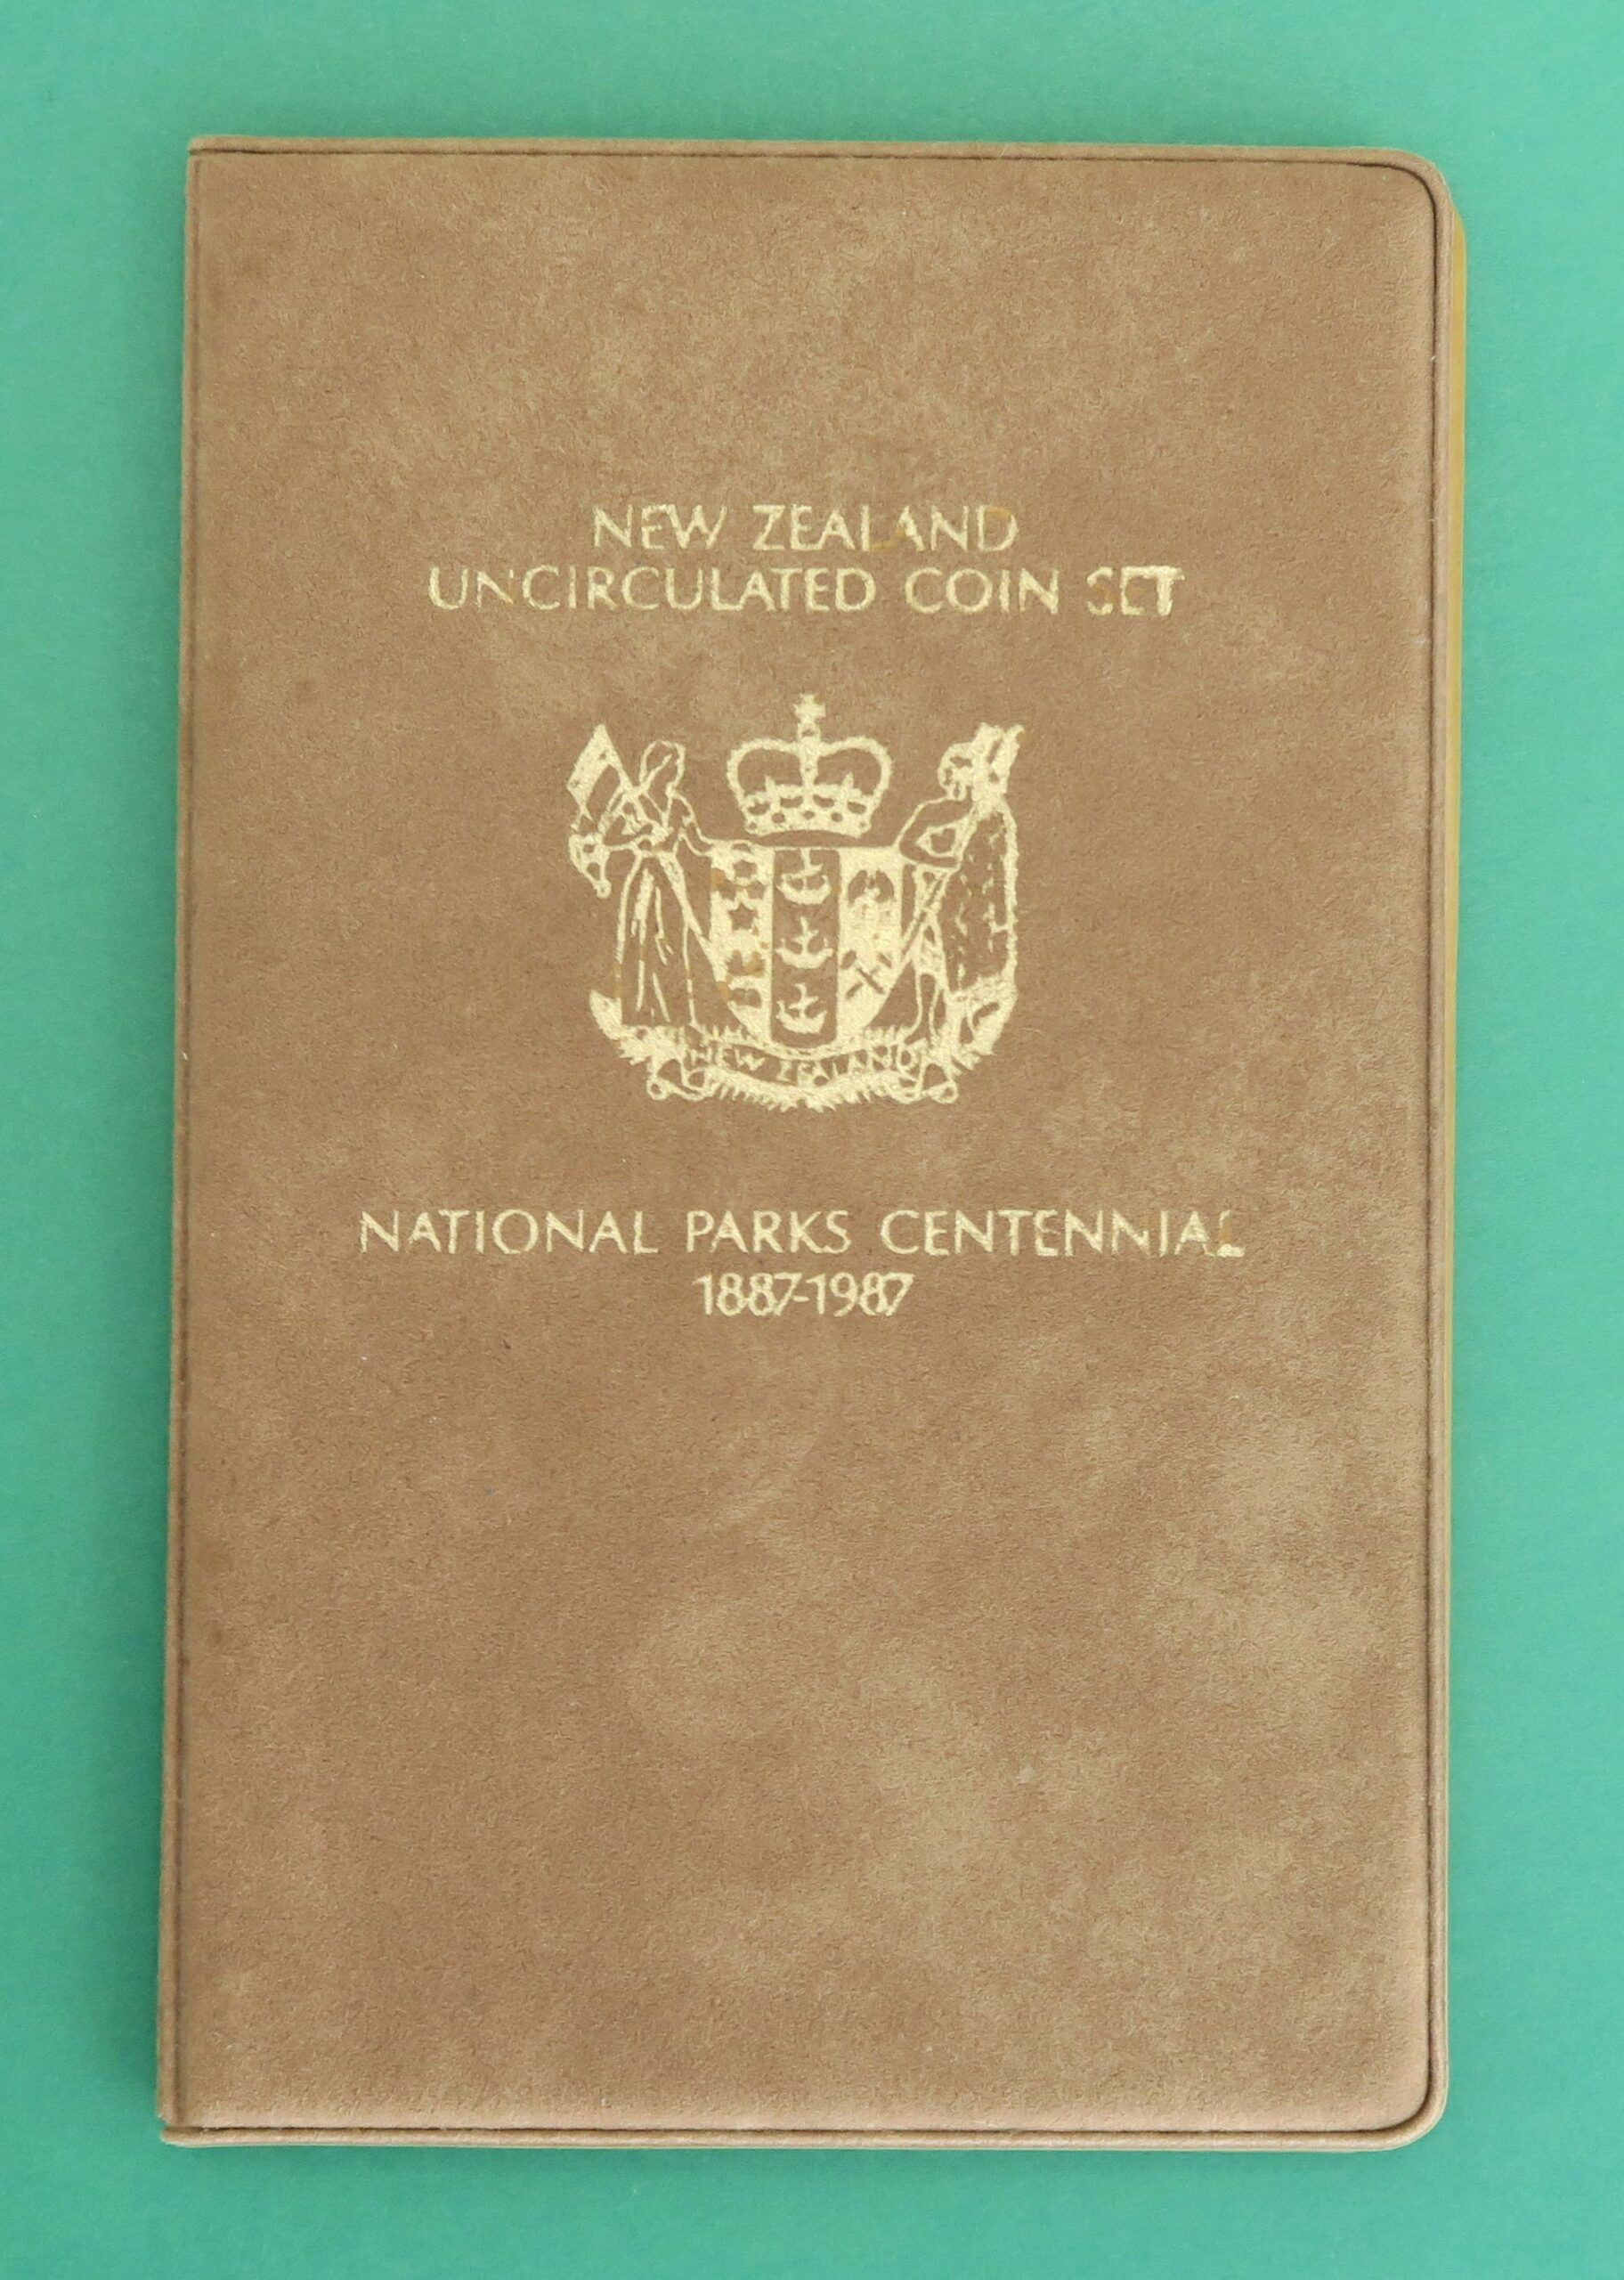 NEW ZEALAND
UNCIRCULATED COIN SET
NEW ZEALAND
NATIONAL PARKS CENTENNIAL
1887-1987